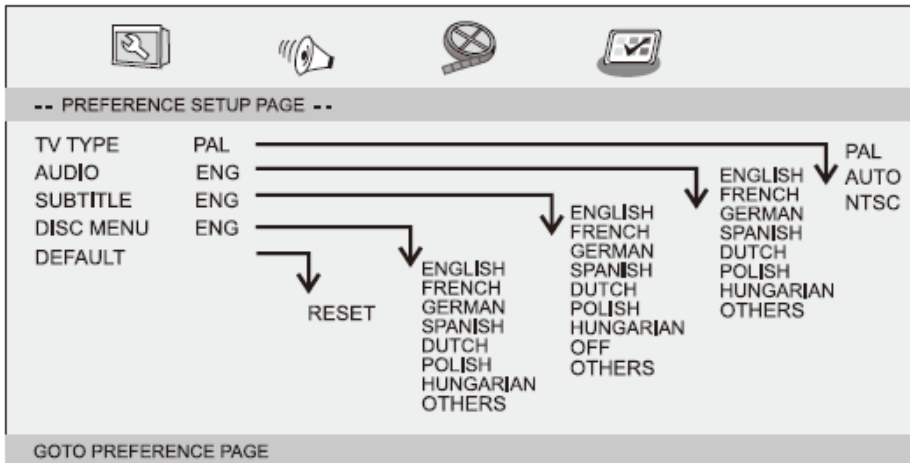 -- PREFERENCE SETUP PAGE --
TV TYPE PAL
AUDIO ENG
SUBTITLE ENG
DISC MENU ENG
DEFAULT
RESET
ENGLISH
FRENCH
GERMAN
SPANISH
DUTCH
POLISH
HUNGARIAN
OTHERS
ENGLISH
FRENCH
GERMAN
SPANISH
DUTCH
POLISH
HUNGARIAN
OFF
OTHERS
ENGLISH
FRENCH
GERMAN
SPANISH
DUTCH
POLISH
HUNGARIAN
OTHERS
PAL
AUTO
NTSC
GOTO PREFERENCE PAGE